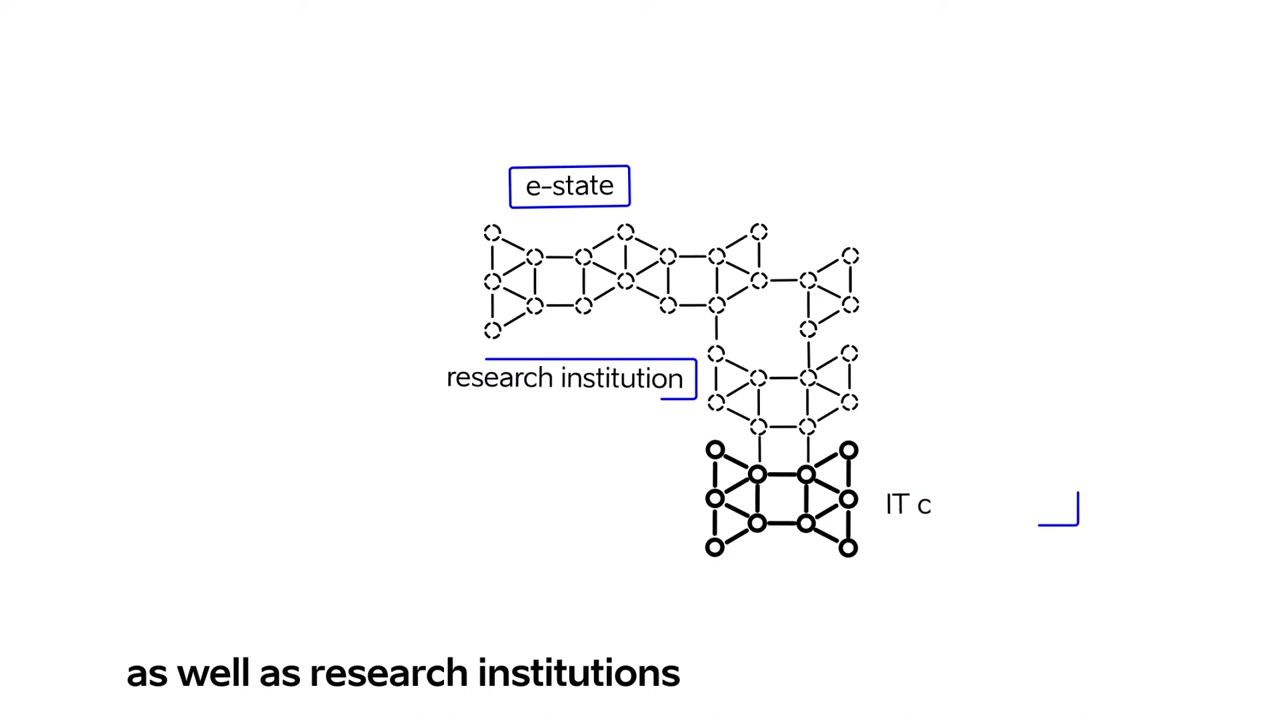 e-state
research institution
IT c
as well as research institutions